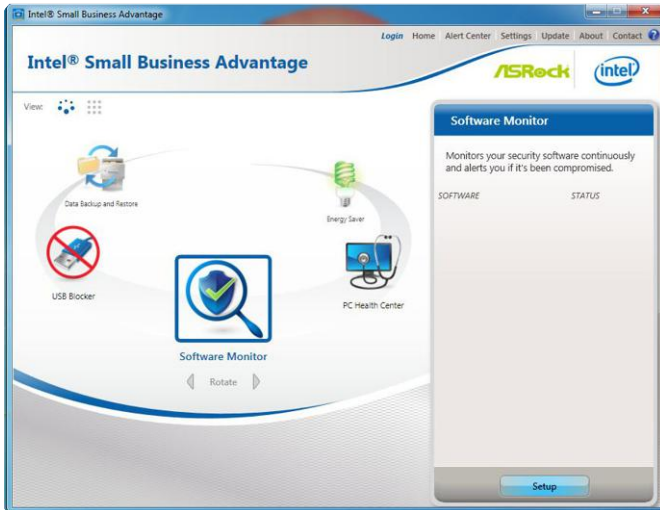 Intel® Small Business Advantage
Login Home Alert Center Settings Update About Contact ?
Intel® Small Business Advantage
ASRock
intel
View:
Software Monitor
Monitors your security software continuously
and alerts you if it's been compromised.
SOFTWARE STATUS
Data Backup and Restore
Energy Saver
USB Blocker
PC Health Center
Software Monitor
Rotate
Setup